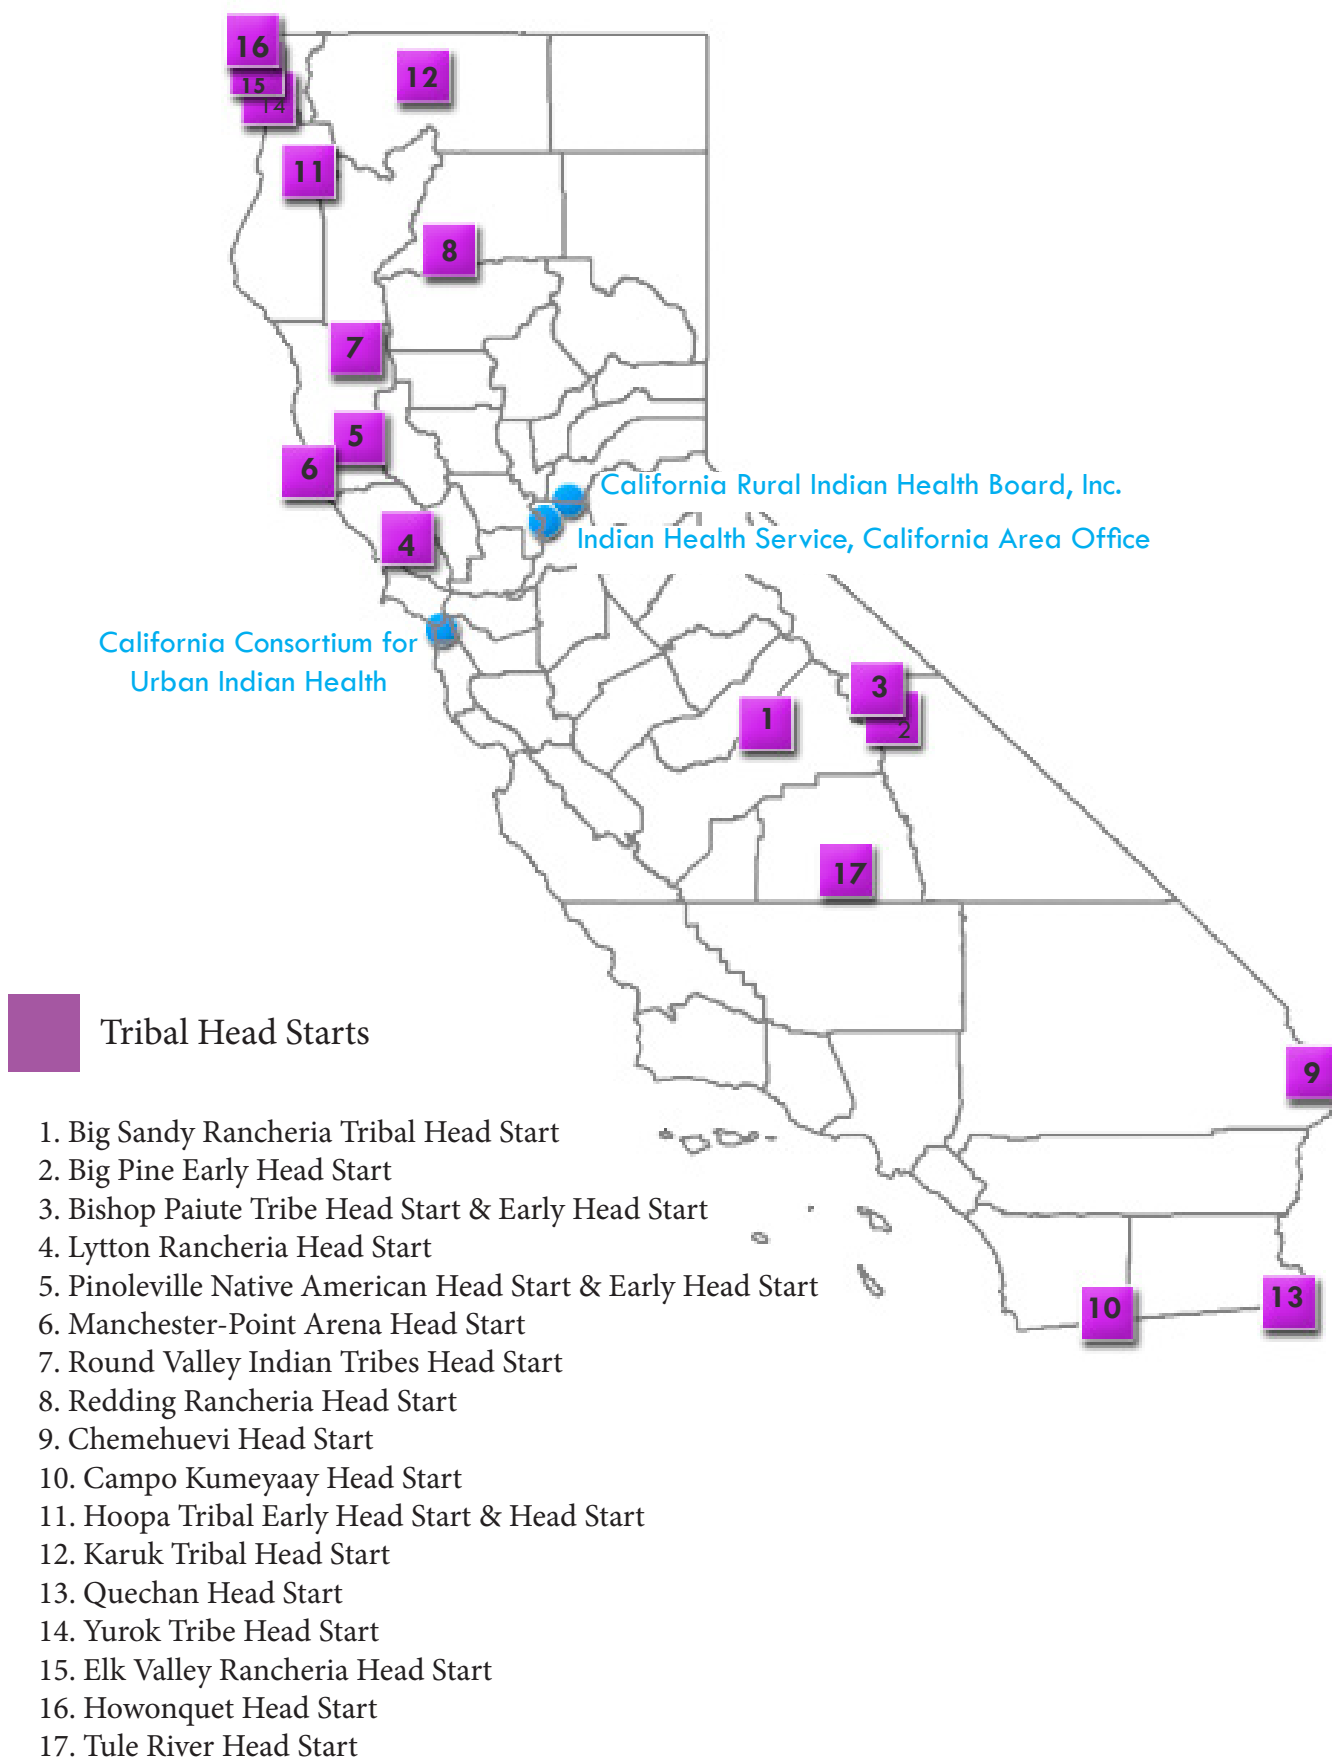 16
15
14
12
11
8
7
5
6
California Rural Indian Health Board, Inc.
Indian Health Service, California Area Office
4
California Consortium for
Urban Indian Health
3
2
1
17
9
10
13
Tribal Head Starts
1. Big Sandy Rancheria Tribal Head Start
2. Big Pine Early Head Start
3. Bishop Paiute Tribe Head Start & Early Head Start
4. Lytton Rancheria Head Start
5. Pinoleville Native American Head Start & Early Head Start
6. Manchester-Point Arena Head Start
7. Round Valley Indian Tribes Head Start
8. Redding Rancheria Head Start
9. Chemehuevi Head Start
10. Campo Kumeyaay Head Start
11. Hoopa Tribal Early Head Start & Head Start
12. Karuk Tribal Head Start
13. Quechan Head Start
14. Yurok Tribe Head Start
15. Elk Valley Rancheria Head Start
16. Howonquet Head Start
17. Tule River Head Start